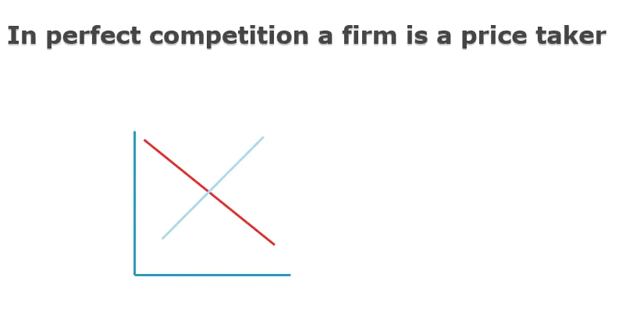 In perfect competition a firm is a price taker